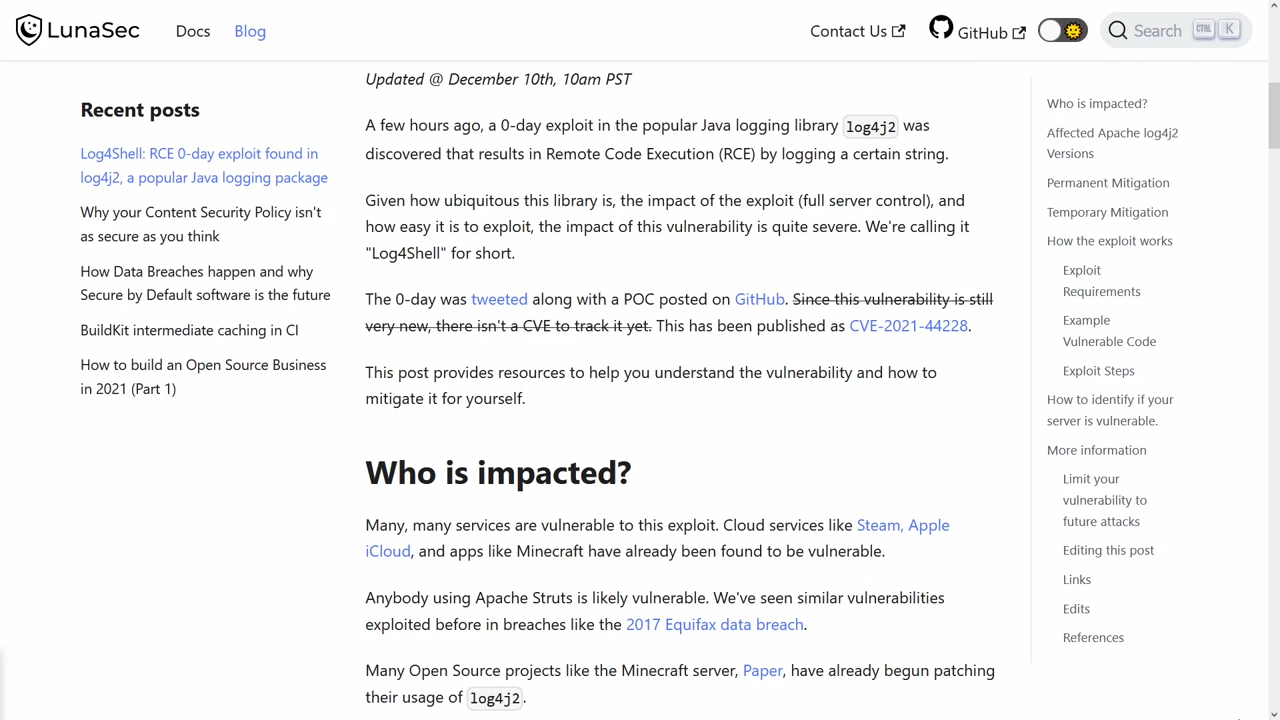 LunaSec
Docs
Blog
Contact Us
GitHub
Search
CTRL
K
Recent posts
Log4Shell: RCE 0-day exploit found in
log4j2, a popular Java logging package
Why your Content Security Policy isn't
as secure as you think
How Data Breaches happen and why
Secure by Default software is the future
BuildKit intermediate caching in CI
How to build an Open Source Business
in 2021 (Part 1)
Updated @ December 10th, 10am PST
A few hours ago, a 0-day exploit in the popular Java logging library log4j2 was
discovered that results in Remote Code Execution (RCE) by logging a certain string.
Given how ubiquitous this library is, the impact of the exploit (full server control), and
how easy it is to exploit, the impact of this vulnerability is quite severe. We're calling it
"Log4Shell" for short.
The 0-day was tweeted along with a POC posted on GitHub. Since this vulnerability is still
very new, there isn't a CVE to track it yet. This has been published as CVE-2021-44228.
This post provides resources to help you understand the vulnerability and how to
mitigate it for yourself.
Who is impacted?
Many, many services are vulnerable to this exploit. Cloud services like Steam, Apple
iCloud, and apps like Minecraft have already been found to be vulnerable.
Anybody using Apache Struts is likely vulnerable. We've seen similar vulnerabilities
exploited before in breaches like the 2017 Equifax data breach.
Many Open Source projects like the Minecraft server, Paper, have already begun patching
their usage of log4j2.
Who is impacted?
Affected Apache log4j2
Versions
Permanent Mitigation
Temporary Mitigation
How the exploit works
Exploit
Requirements
Example
Vulnerable Code
Exploit Steps
How to identify if your
server is vulnerable.
More information
Limit your
vulnerability to
future attacks
Editing this post
Links
Edits
References